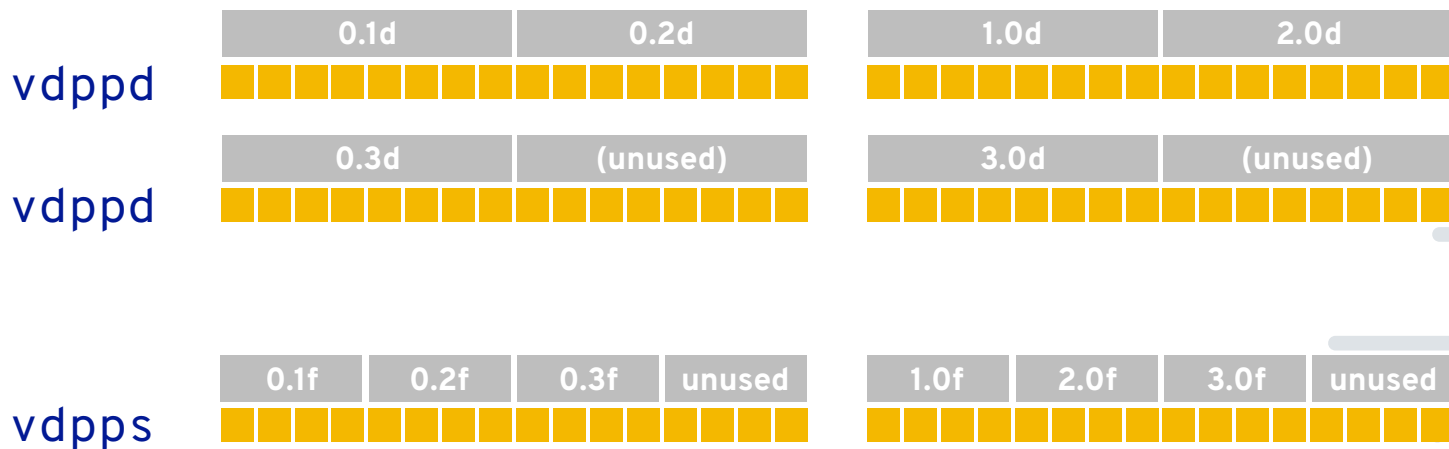 0.1d 0.2d 1.0d 2.0d
vdppd
0.3d (unused) 3.0d (unused)
vdppd
0.1f 0.2f 0.3f unused 1.0f 2.0f 3.0f unused
vdpps